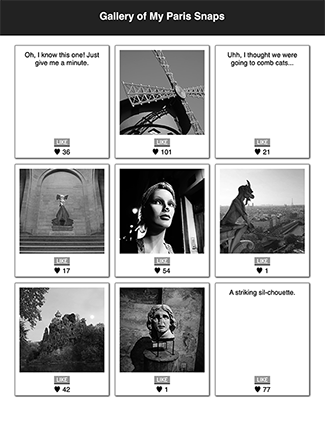 Gallery of My Paris Snaps
Oh, I know this one! Just
give me a minute.
LIKE
♥ 36
LIKE
♥ 101
Uhh, I thought we were
going to comb cats...
LIKE
♥ 21
LIKE
♥ 17
LIKE
♥ 54
LIKE
♥ 1
LIKE
♥ 42
LIKE
♥ 1
A striking sil-chouette.
LIKE
♥ 77